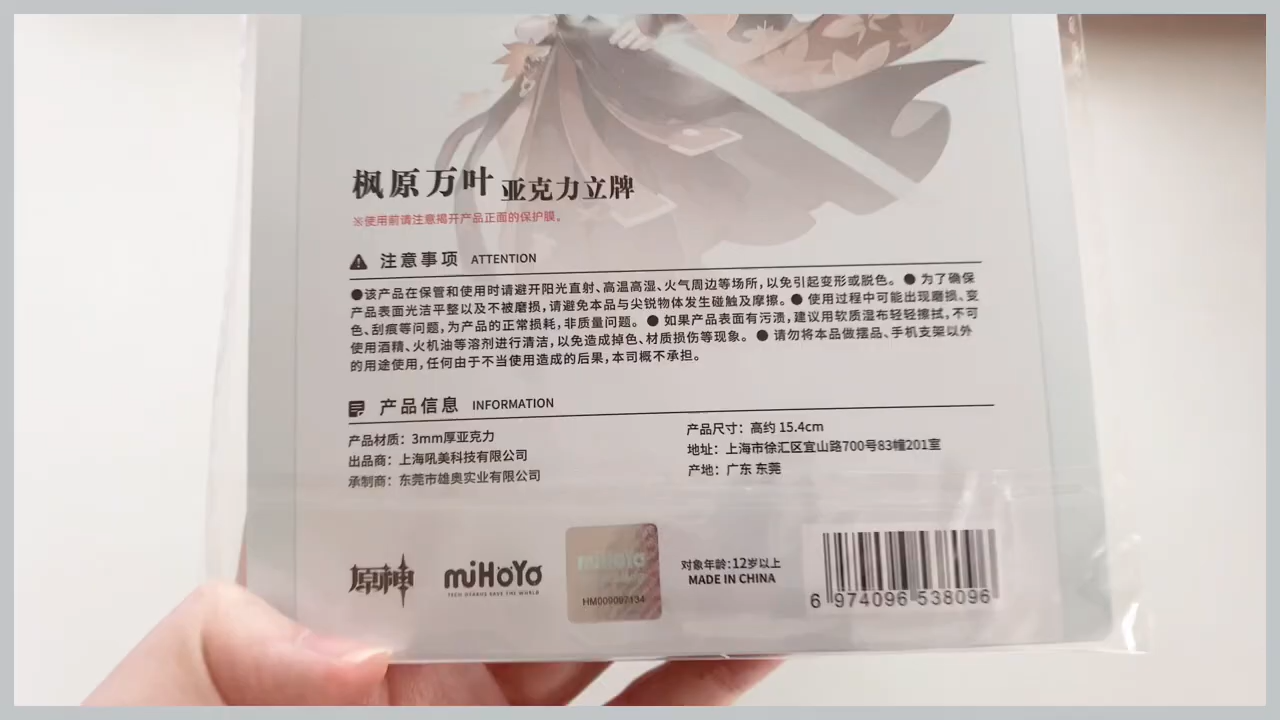 枫原万叶 亚克力立牌
※使用前请注意揭开产品正面的保护膜。
注意事项 ATTENTION
●该产品在保管和使用时请避开阳光直射、高温高湿、火气周边等场所，以免引起变形或脱色。 ● 为了确保
产品表面光洁平整以及不被磨损，请避免本品与尖锐物体发生碰触及摩擦。● 使用过程中可能出现磨损、变
色、刮痕等问题，为产品的正常损耗，非质量问题。 ● 如果产品表面有污渍，建议用软质湿布轻轻擦拭，不可
使用酒精、火机油等溶剂进行清洁，以免造成掉色、材质损伤等现象。 ● 请勿将本品做摆品、手机支架以外
的用途使用，任何由于不当使用造成的后果，本司概不承担。
产品信息 INFORMATION
产品材质：3mm厚亚克力
出品商：上海吼美科技有限公司
承制商：东莞市雄奥实业有限公司
产品尺寸：高约 15.4cm
地址：上海市徐汇区宜山路700号83幢201室
产地：广东 东莞
原神
miHoYo
TECH OTAKUS SAVE THE WORLD
miHoYo
HM009097134
对象年龄：12岁以上
MADE IN CHINA
6 974096 538096